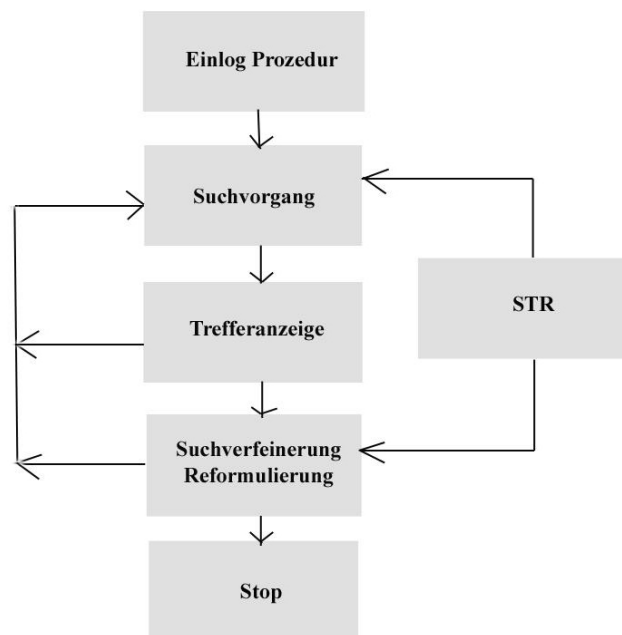 Einlog Prozedur
Suchvorgang
STR
Trefferanzeige
Suchverfeinerung
Reformulierung
Stop